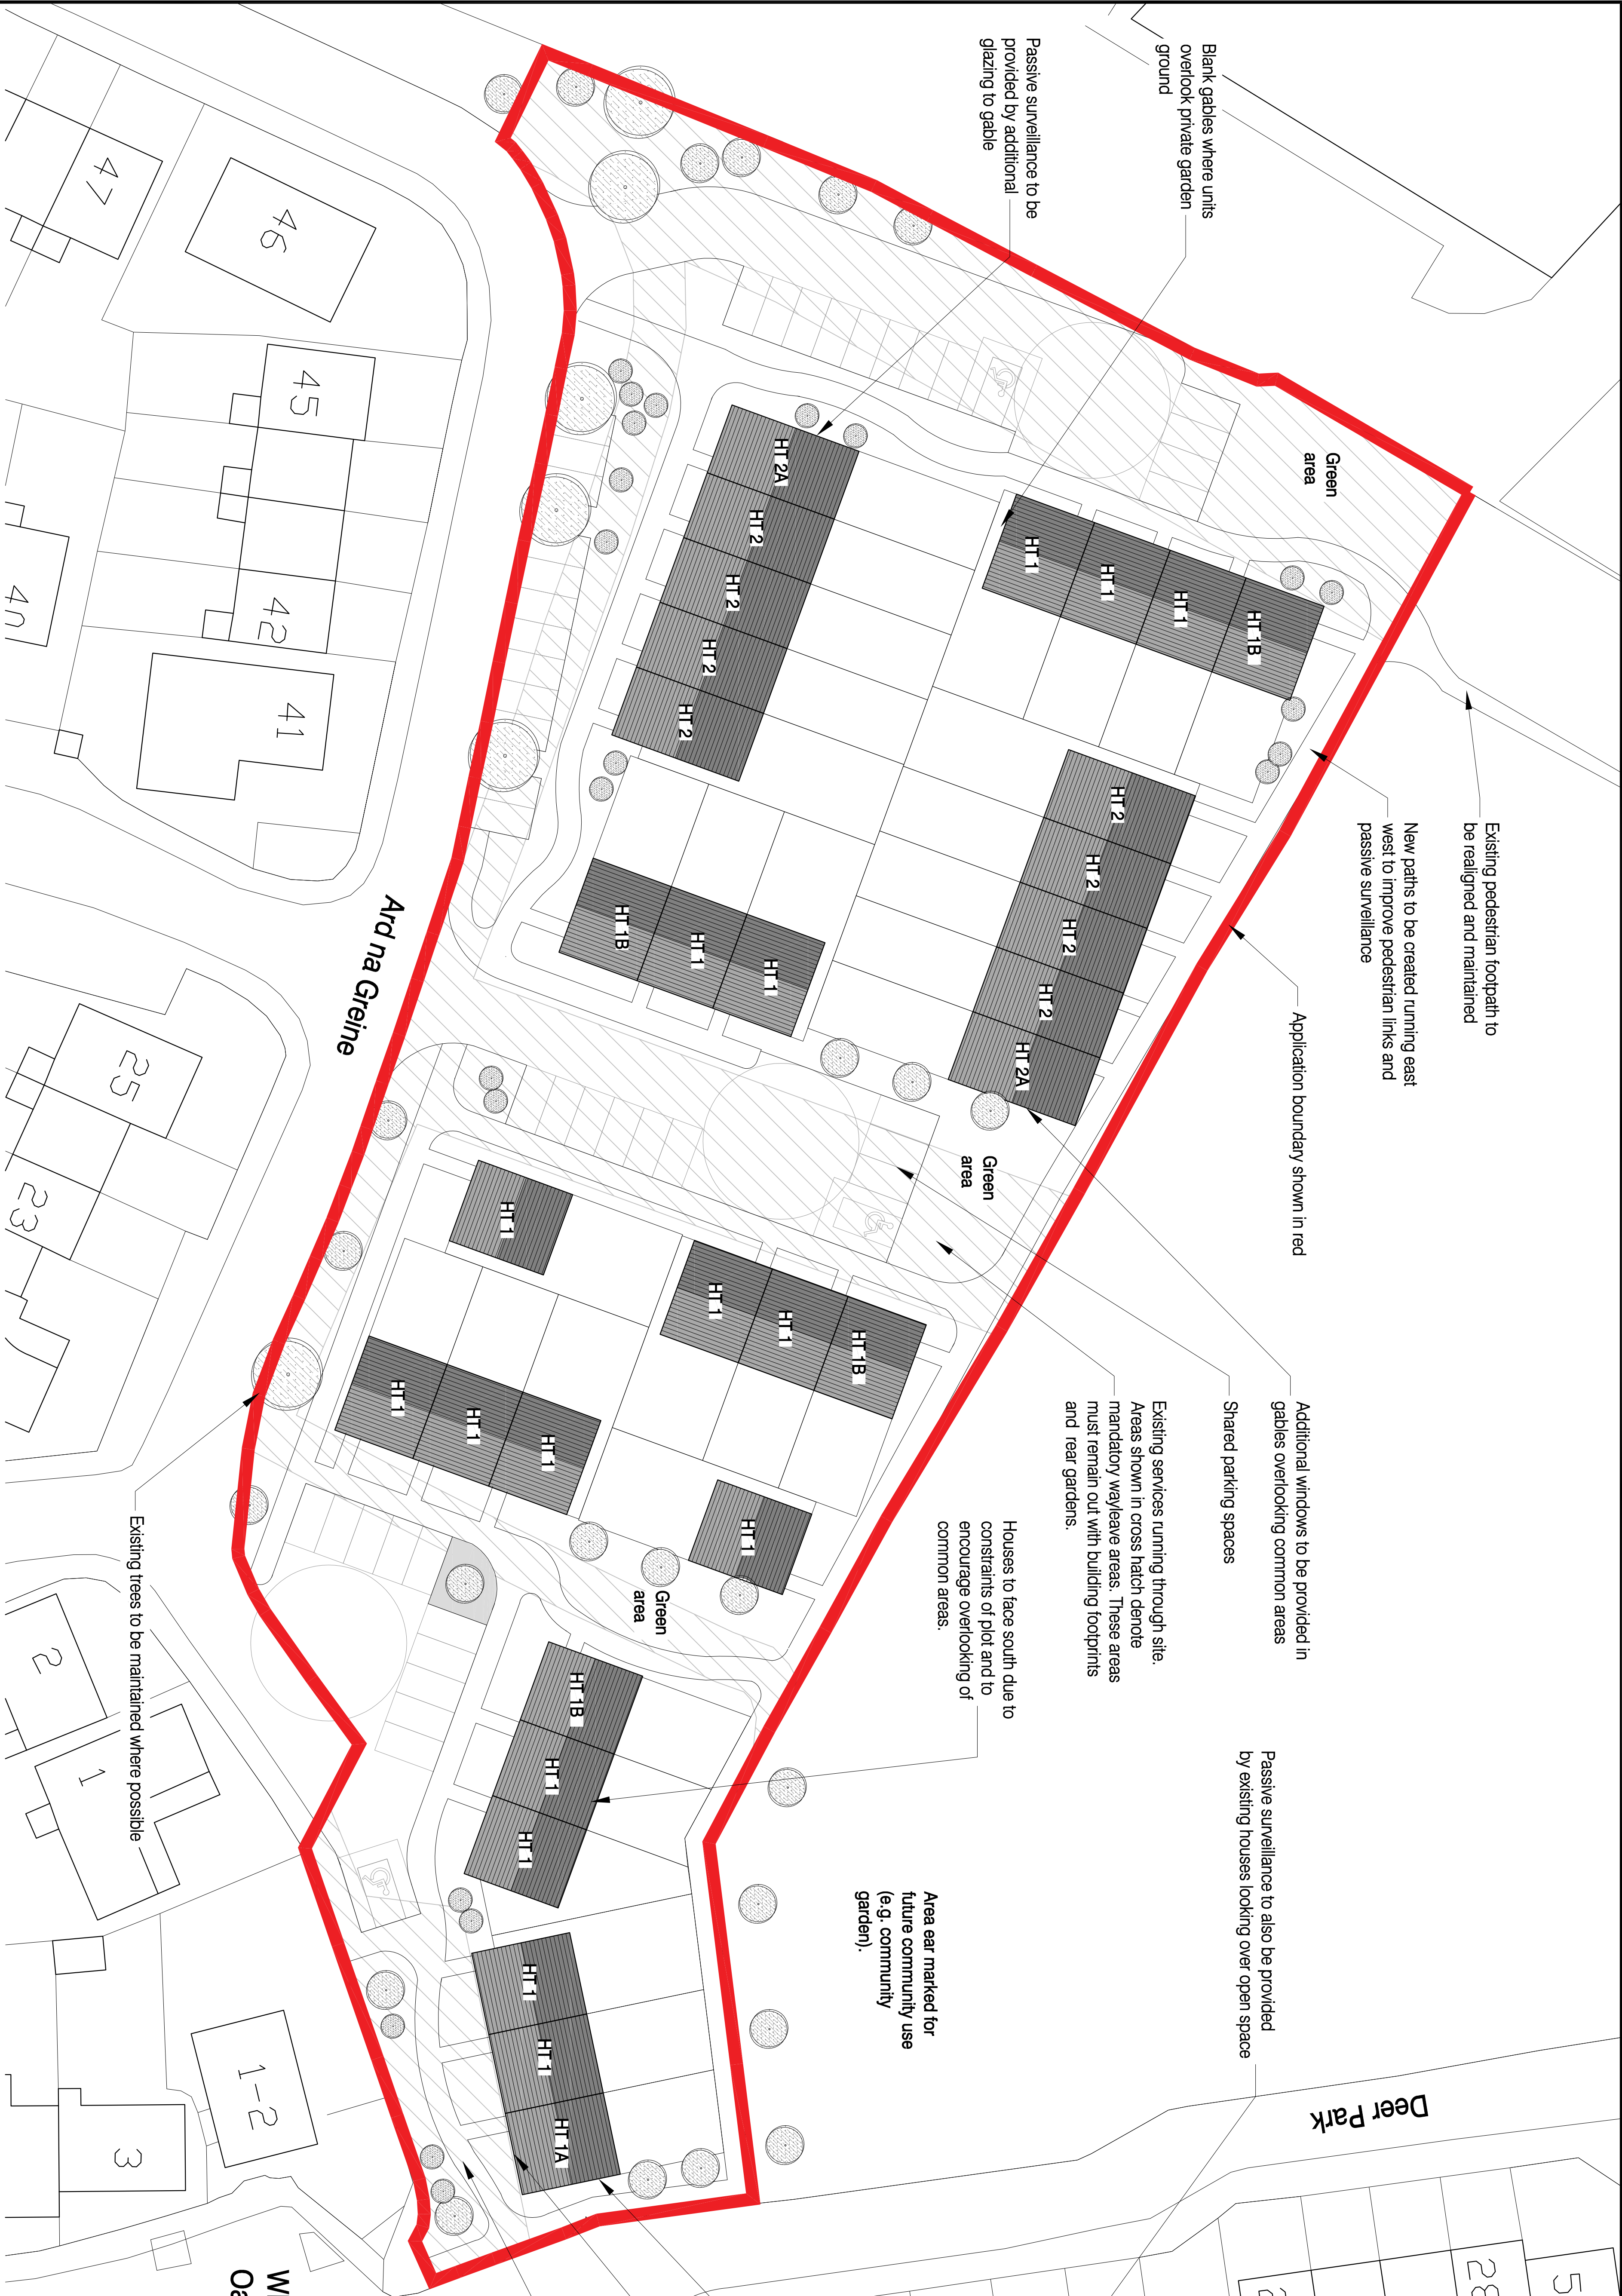 Blank gables where units
overlook private garden
ground
Passive surveillance to be
provided by additional
glazing to gable
Existing pedestrian footpath to
be realigned and maintained
New paths to be created running east
west to improve pedestrian links and
passive surveillance
Application boundary shown in red
Additional windows to be provided in
gables overlooking common areas
Shared parking spaces
Existing services running through site.
Areas shown in cross hatch denote
mandatory wayleave areas. These areas
must remain out with building footprints
and rear gardens.
Houses to face south due to
constraints of plot and to
encourage overlooking of
common areas.
Passive surveillance to also be provided
by existing houses looking over open space
Area ear marked for
future community use
(e.g. community
garden).
Existing trees to be maintained where possible
Green
area
Green
area
Green
area
Ard na Greine
Deer Park
HT 1
HT 1
HT 1
HT 1B
HT 2A
HT 2
HT 2
HT 2
HT 2
HT 2
HT 2
HT 2
HT 2
HT 2A
HT 1B
HT 1
HT 1
HT 1
HT 1
HT 1
HT 1B
HT 1
HT 1
HT 1
HT 1
HT 1B
HT 1
HT 1
HT 1
HT 1
HT 1A
47
46
45
42
41
40
25
23
2
1
1-2
3
28
5